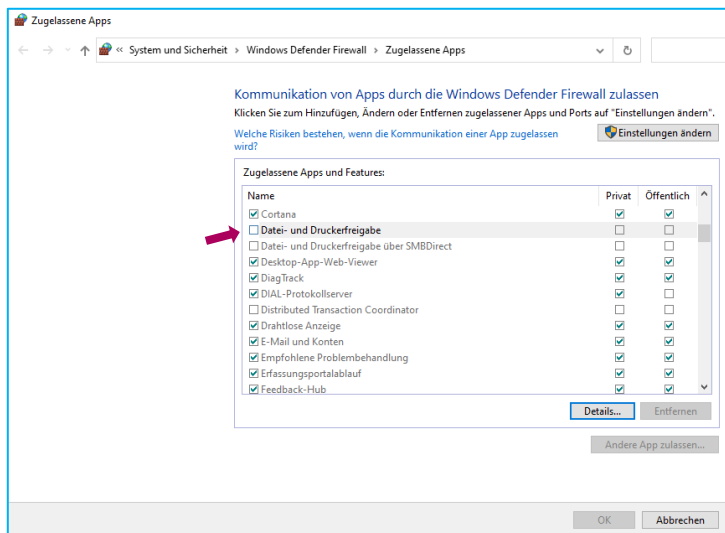 Zugelassene Apps
« System und Sicherheit > Windows Defender Firewall > Zugelassene Apps
Kommunikation von Apps durch die Windows Defender Firewall zulassen
Klicken Sie zum Hinzufügen, Ändern oder Entfernen zugelassener Apps und Ports auf "Einstellungen ändern".
Welche Risiken bestehen, wenn die Kommunikation einer App zugelassen
wird?
Einstellungen ändern
Zugelassene Apps und Features:
Name Privat Öffentlich
Cortana
Datei- und Druckerfreigabe
Datei- und Druckerfreigabe über SMBDirect
Desktop-App-Web-Viewer
DiagTrack
DIAL-Protokollserver
Distributed Transaction Coordinator
Drahtlose Anzeige
E-Mail und Konten
Empfohlene Problembehandlung
Erfassungsportalablauf
Feedback-Hub
Details... Entfernen
Andere App zulassen...
OK Abbrechen